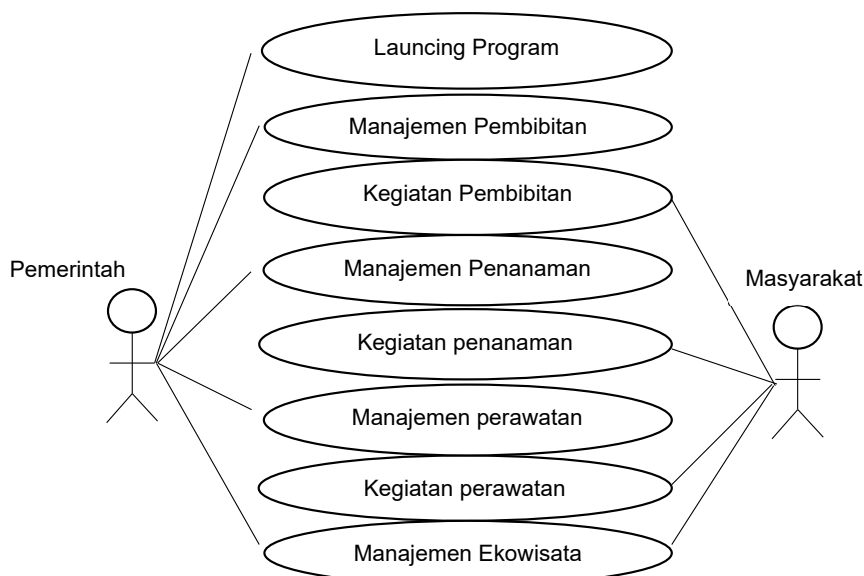 Launcing Program
Manajemen Pembibitan
Kegiatan Pembibitan
Pemerintah
Manajemen Penanaman
Masyarakat
Kegiatan penanaman
Manajemen perawatan
Kegiatan perawatan
Manajemen Ekowisata